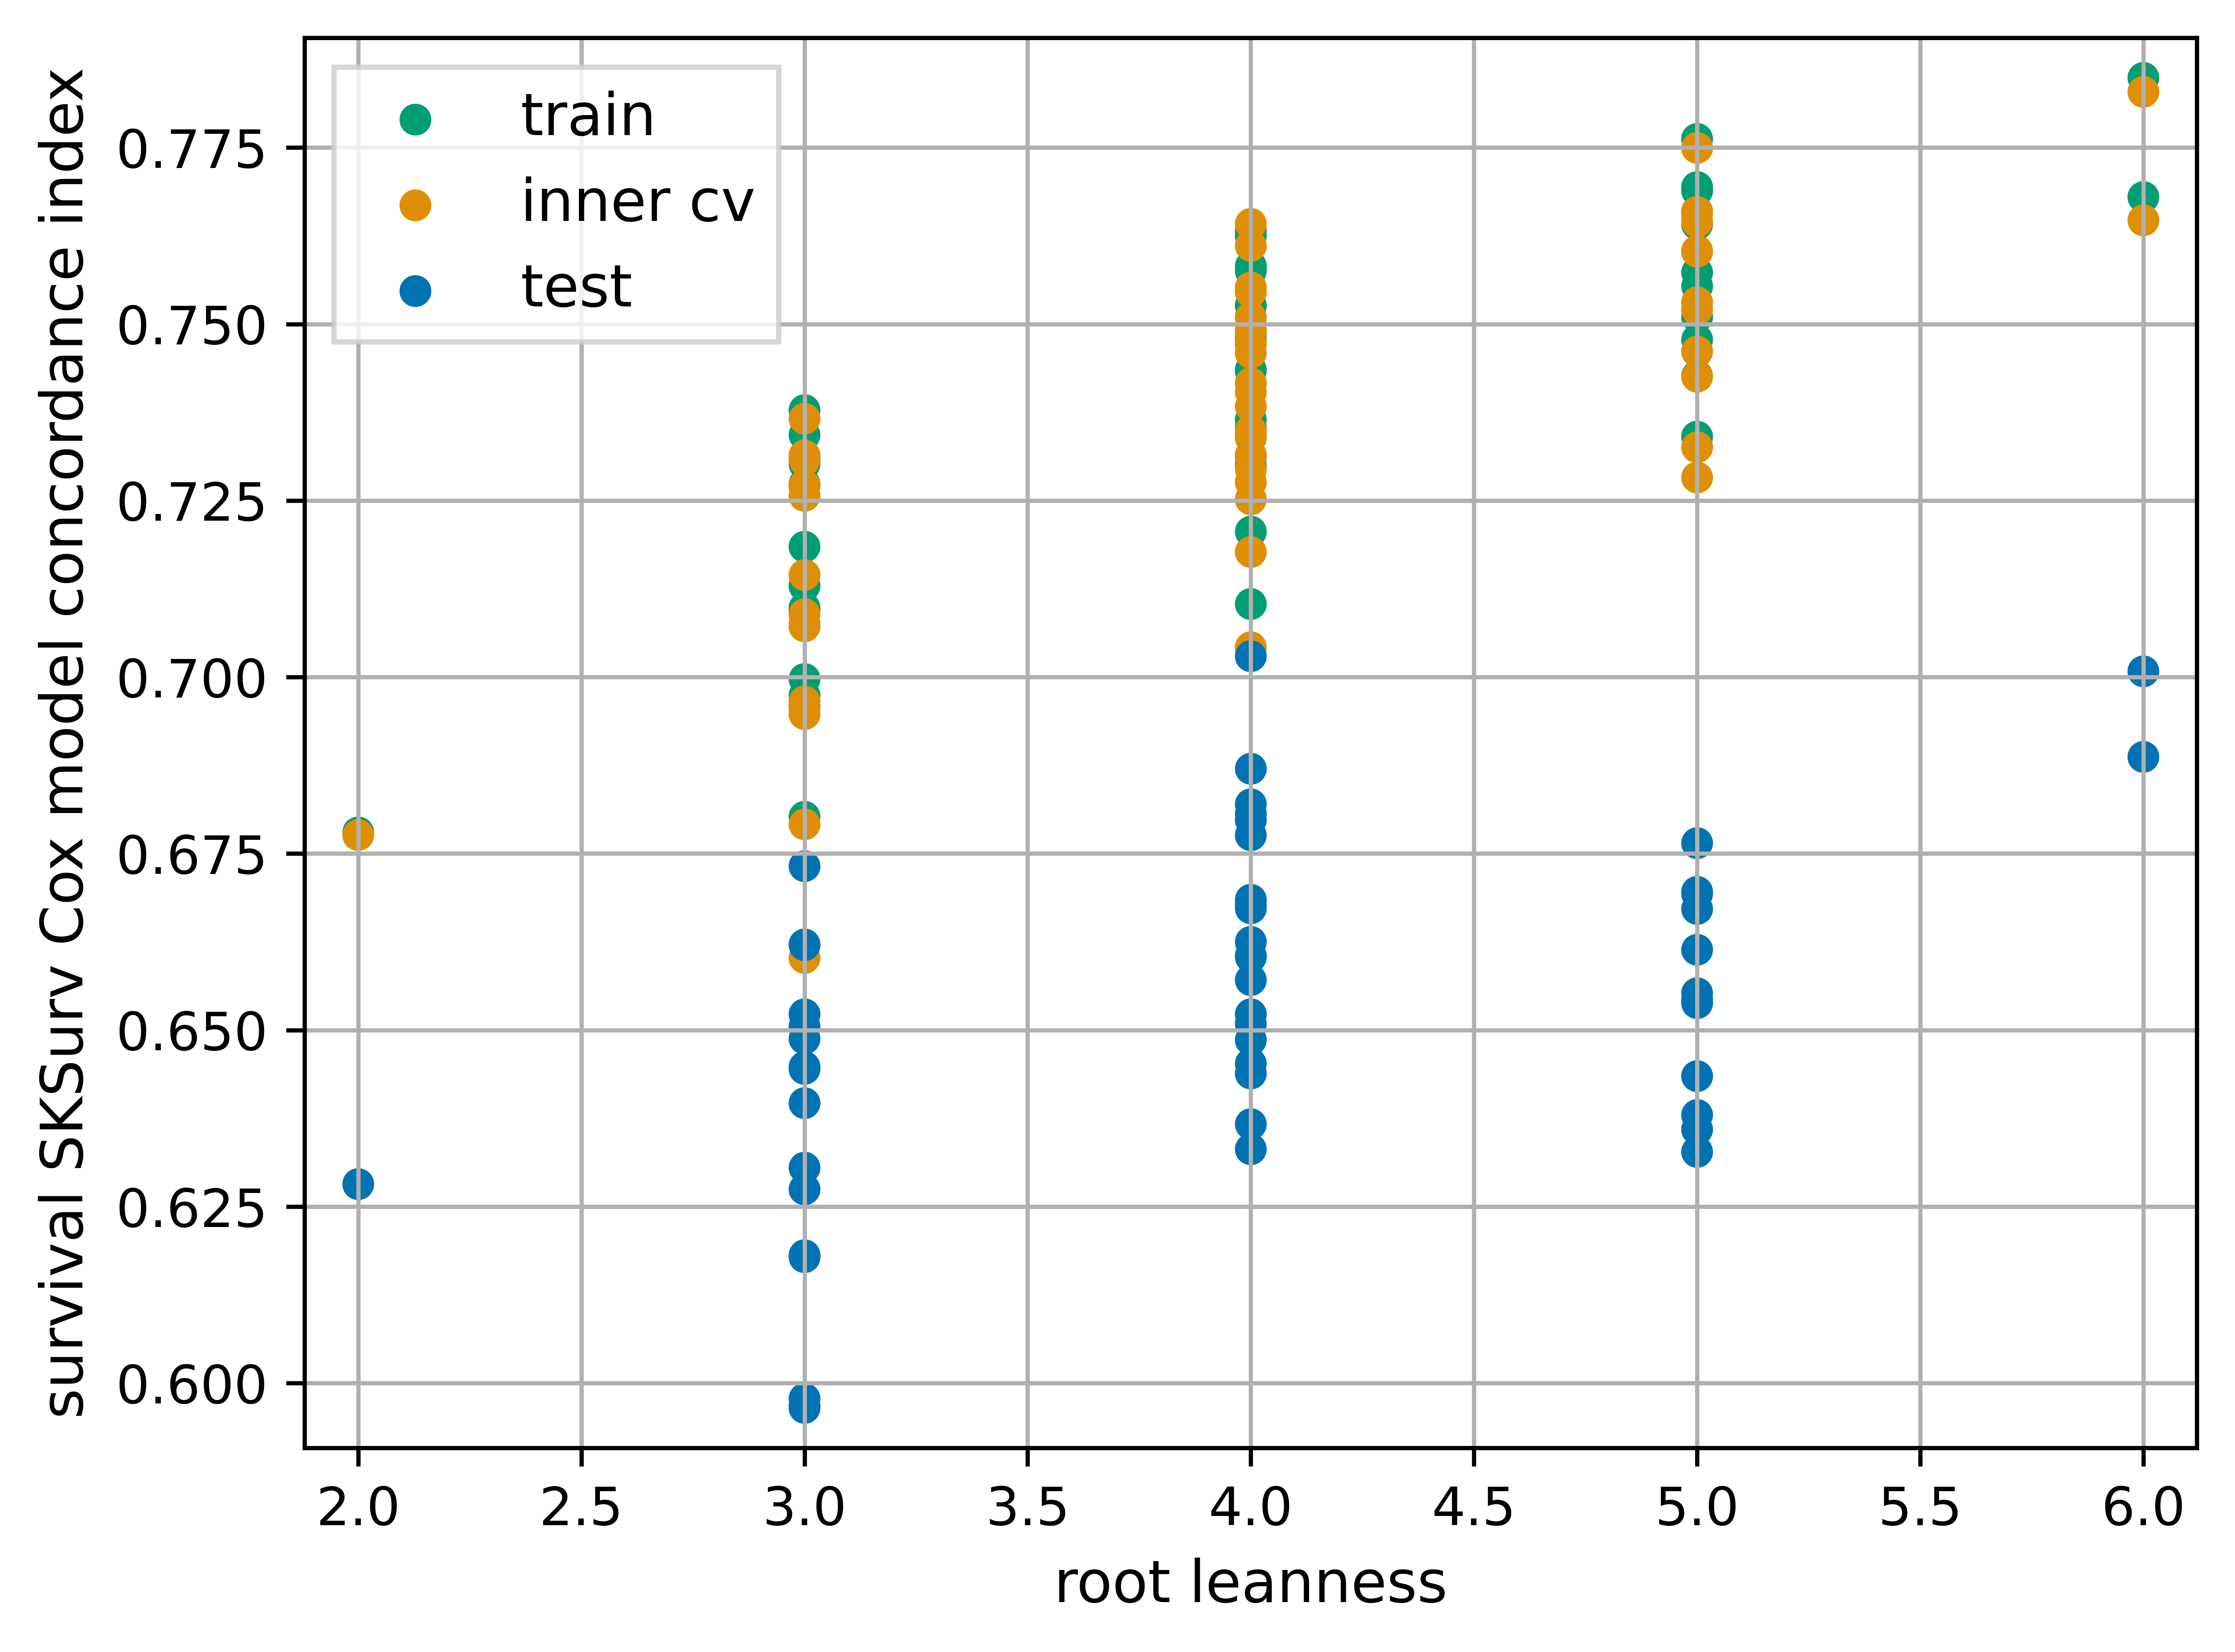 survival SKSurv Cox model concordance index
0.775
0.750
0.725
0.700
0.675
0.650
0.625
0.600
train
inner cv
test
2.0 2.5 3.0 3.5 4.0 4.5 5.0 5.5 6.0
root leanness